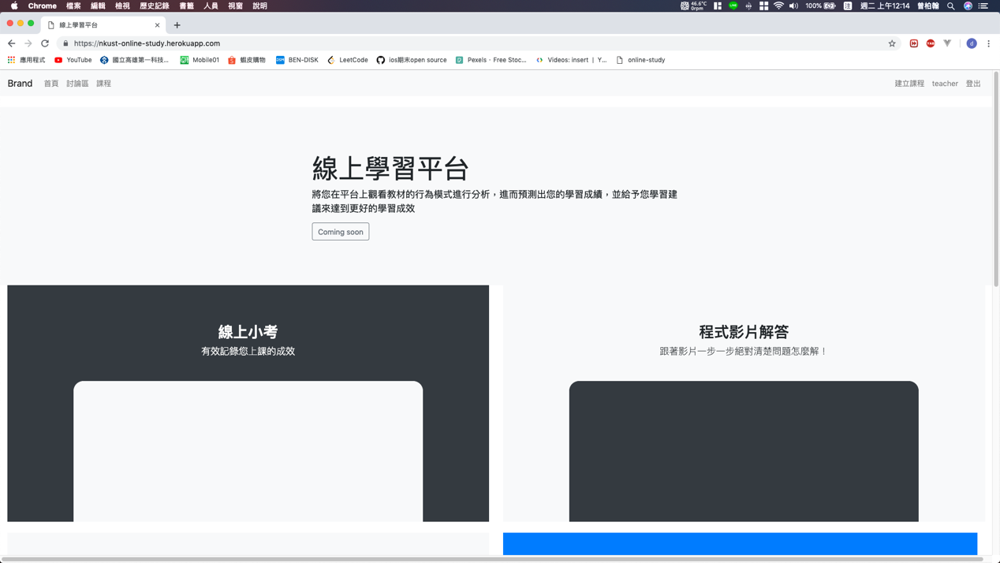 Chrome 檔案 編輯 檢視 歷史記錄 書籤 人員 視窗 說明 46.6°C 0rpm LINE 100% 注 週二 上午12:14 曾柏翰
線上學習平台
https://nkust-online-study.herokuapp.com
應用程式 YouTube 國立高雄第一科技... Mobile01 蝦皮購物 BEN-DISK LeetCode ios期末open source Pexels · Free Stoc... Videos: insert | Y... online-study
Brand 首頁 討論區 課程 建立課程 teacher 登出
線上學習平台
將您在平台上觀看教材的行為模式進行分析，進而預測出您的學習成績，並給予您學習建
議來達到更好的學習成效
Coming soon
線上小考
有效記錄您上課的成效
程式影片解答
跟著影片一步一步絕對清楚問題怎麼解！